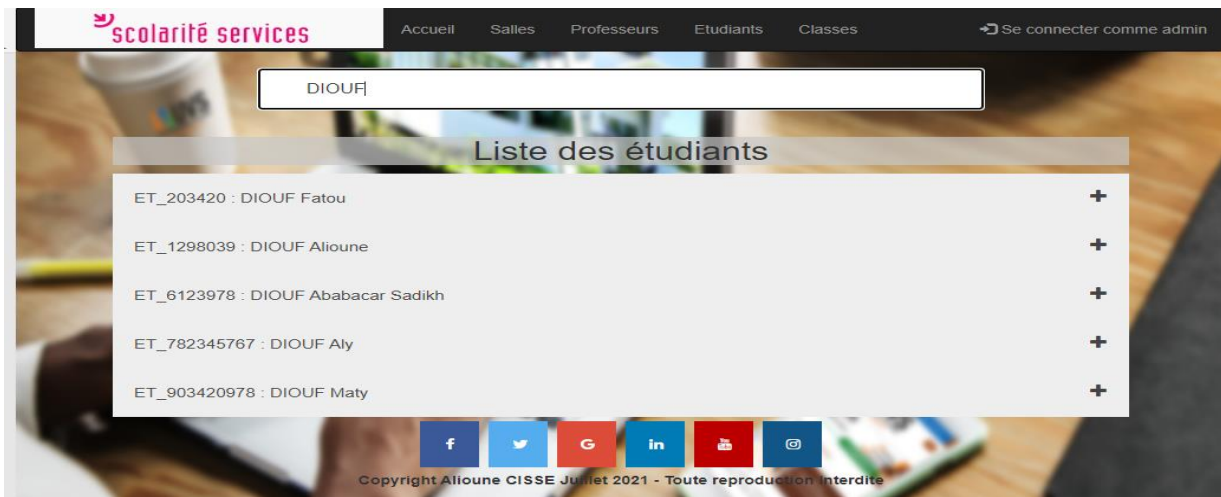 scolarité services
Accueil Salles Professeurs Etudiants Classes Se connecter comme admin
UVS
DIOUF
Liste des étudiants
ET_203420 : DIOUF Fatou
ET_1298039 : DIOUF Alioune
ET_6123978 : DIOUF Ababacar Sadikh
ET_782345767 : DIOUF Aly
ET_903420978 : DIOUF Maty
f G in
Copyright Alioune CISSE Juillet 2021 - Toute reproduction interdite